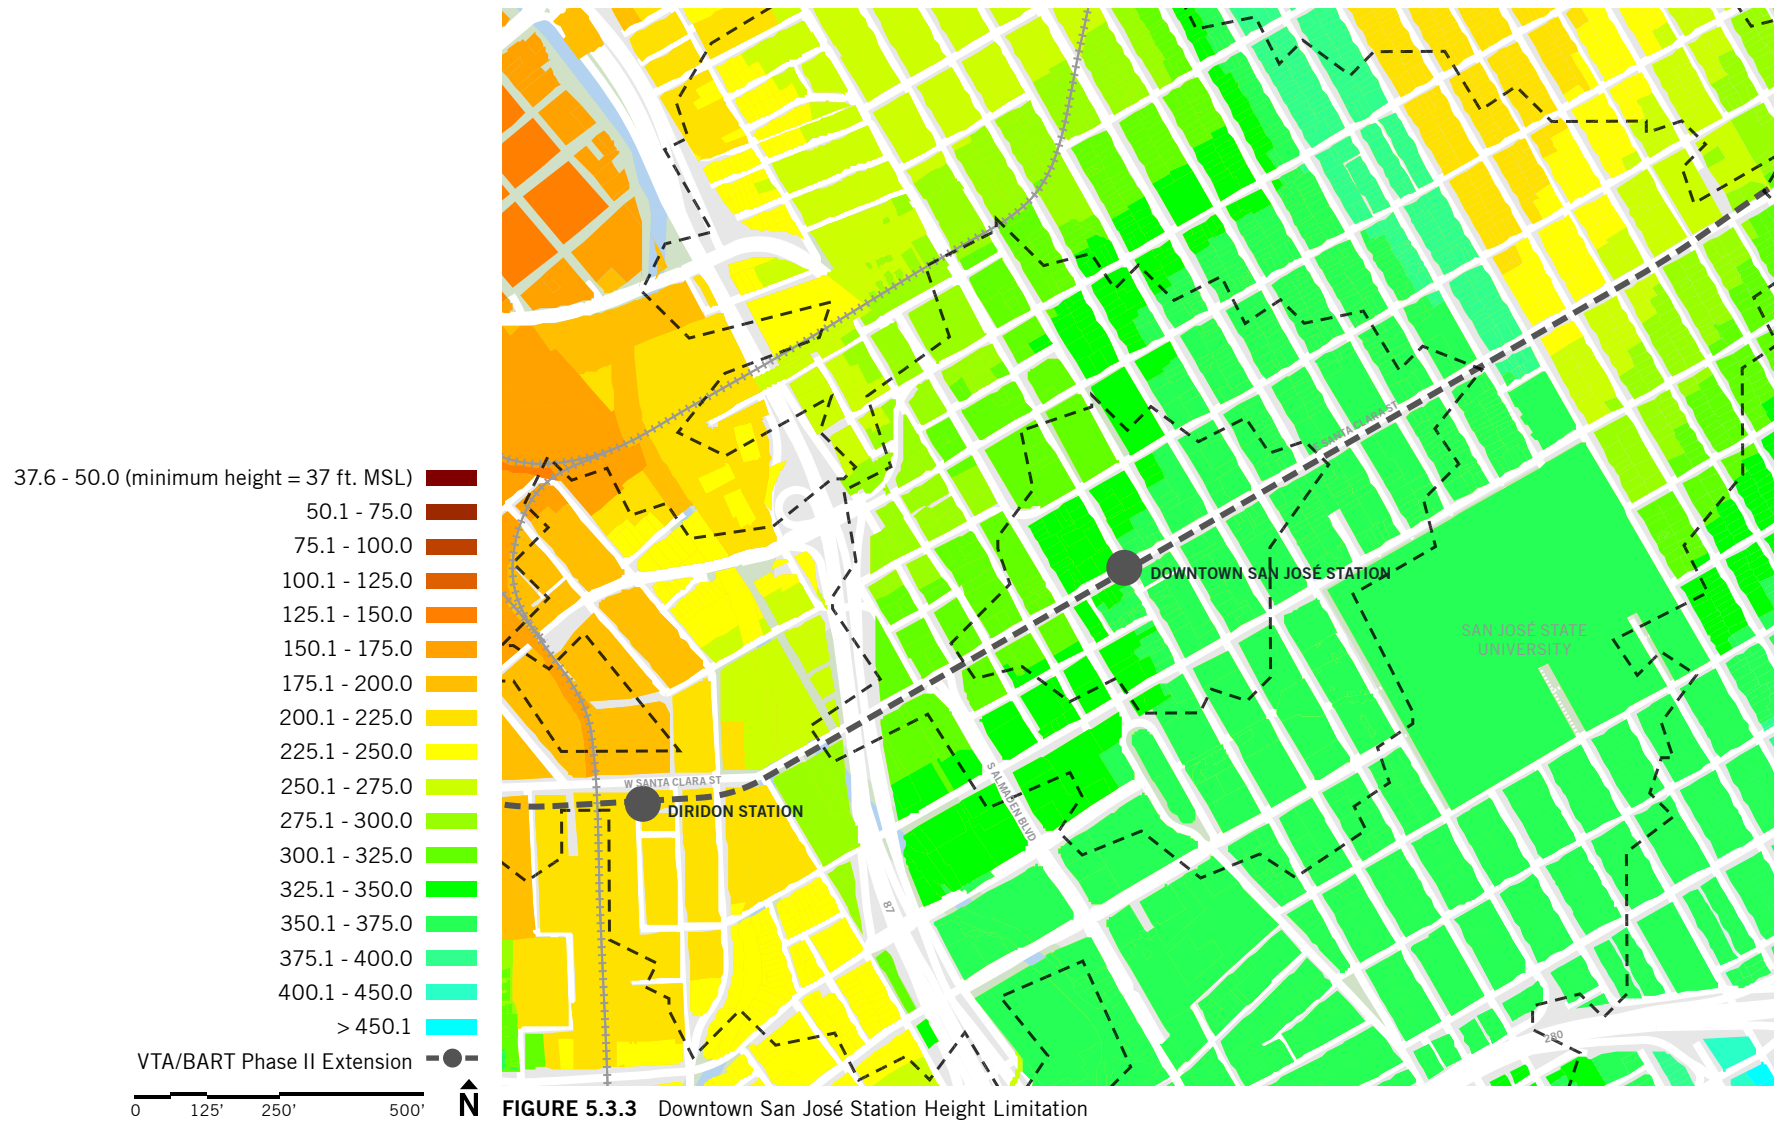 37.6 - 50.0 (minimum height = 37 ft. MSL)
50.1 - 75.0
75.1 - 100.0
100.1 - 125.0
125.1 - 150.0
150.1 - 175.0
175.1 - 200.0
200.1 - 225.0
225.1 - 250.0
250.1 - 275.0
275.1 - 300.0
300.1 - 325.0
325.1 - 350.0
350.1 - 375.0
375.1 - 400.0
400.1 - 450.0
> 450.1
VTA/BART Phase II Extension
0 125' 250' 500'
N
E SANTA CLARA ST
DOWNTOWN SAN JOSÉ STATION
SAN JOSÉ STATE
UNIVERSITY
W SANTA CLARA ST
DIRIDON STATION
S ALMADEN BLVD
87
280
FIGURE 5.3.3 Downtown San José Station Height Limitation